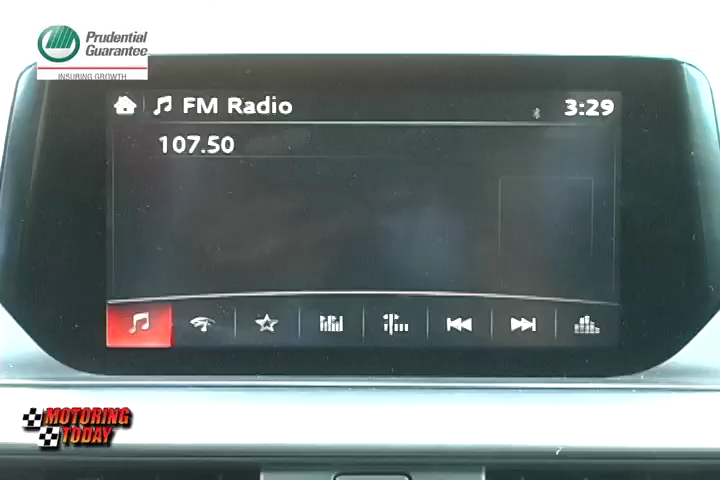 Prudential
Guarantee
INSURING GROWTH
FM Radio
3:29
107.50
MOTORING
TODAY